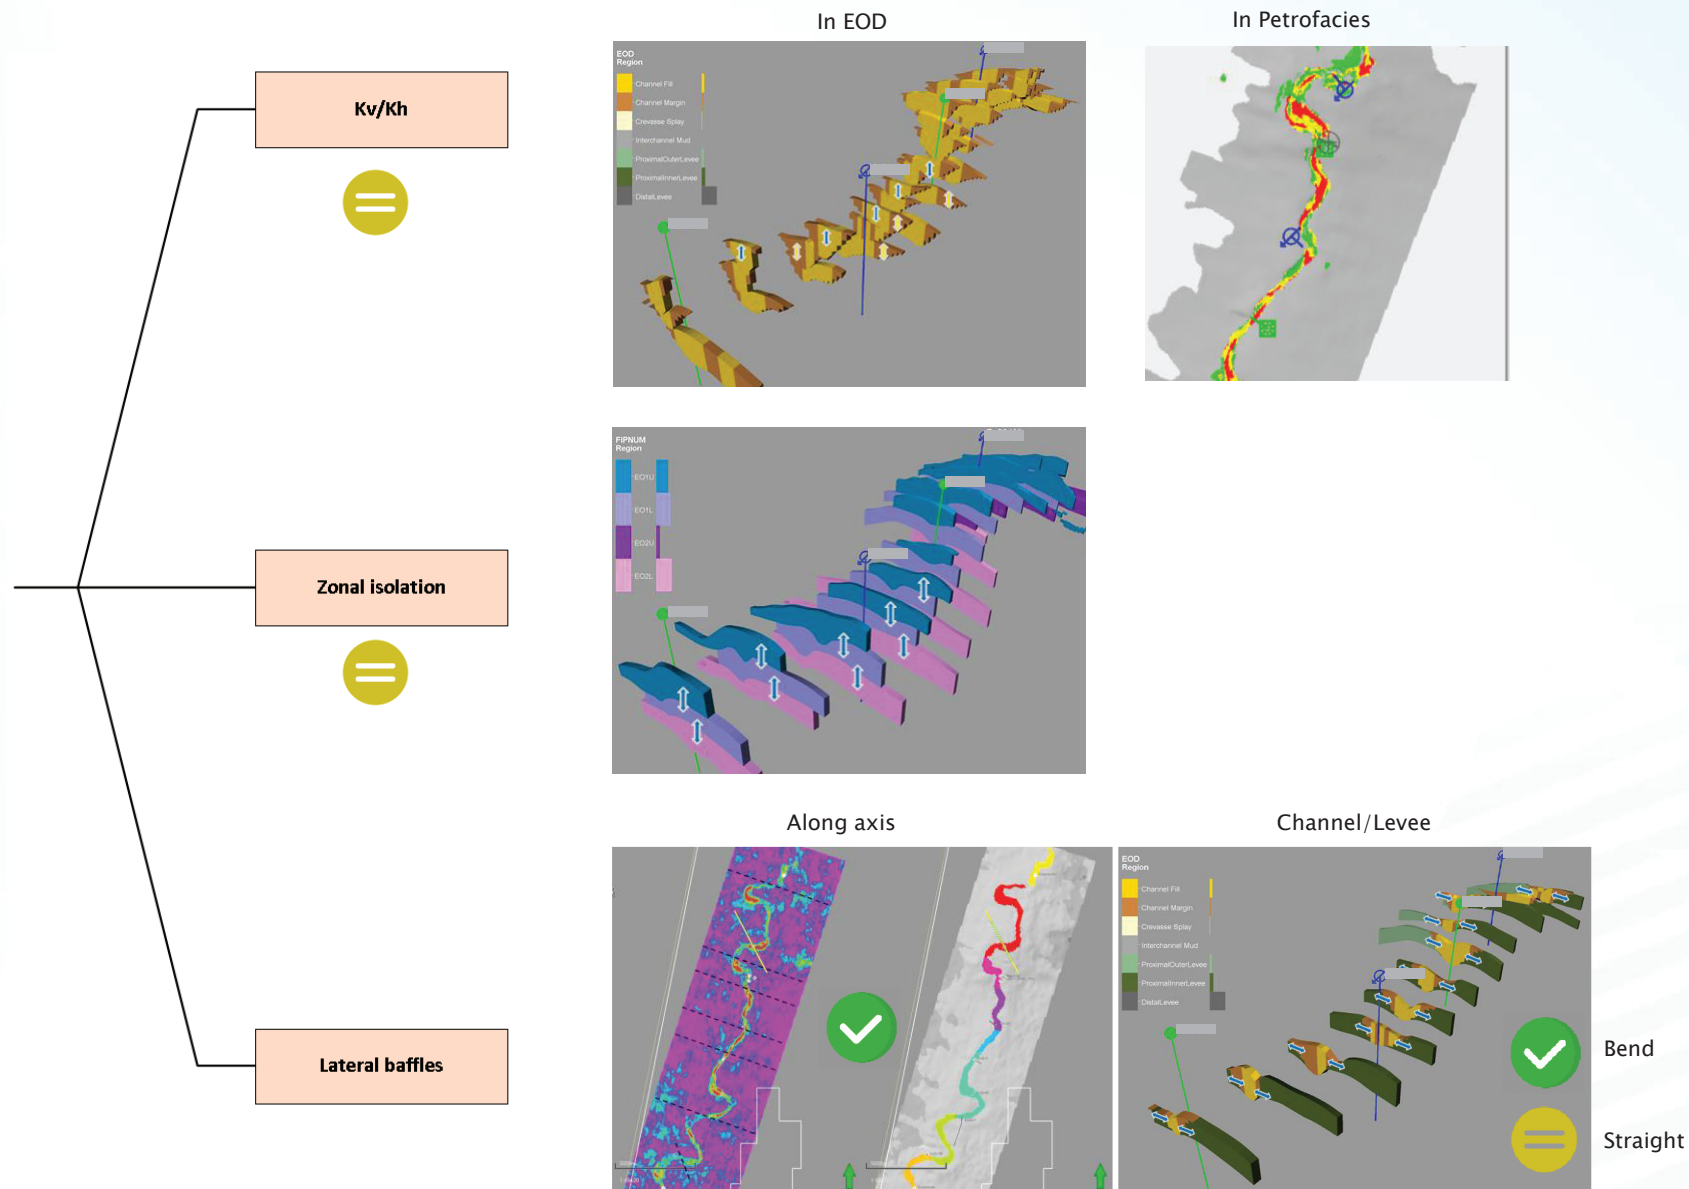 In EOD
In Petrofacies
Kv/Kh
EOD
Region
Channel Fill
Channel Margin
Crevasse Splay
Interchannel Mud
ProximalOuterLevee
ProximalInnerLevee
DistalLevee
Zonal isolation
FIPNUM
Region
EO1U
EO1L
EO2U
EO2L
Along axis
Channel/Levee
Lateral baffles
EOD
Region
Channel Fill
Channel Margin
Crevasse Splay
Interchannel Mud
ProximalOuterLevee
ProximalInnerLevee
DistalLevee
Bend
Straight